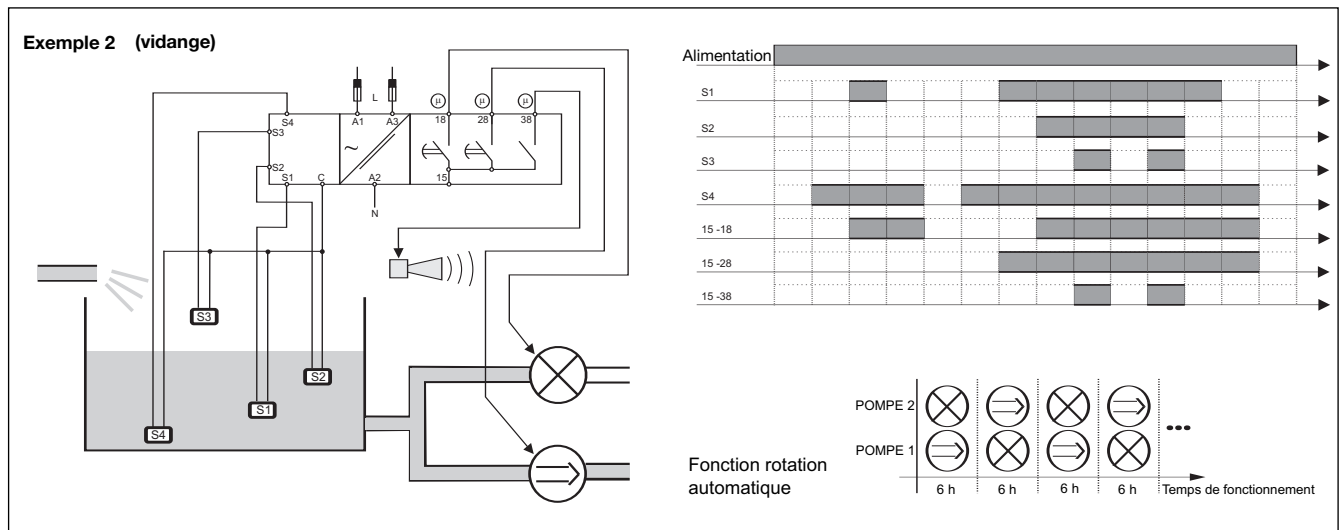 Exemple 2 (vidange)
L
A1 A3
μ μ μ
S4 18 28 38
S3
S2
S1 C 15
A2
N
S3
S2
S1
S4
Alimentation
S1
S2
S3
S4
15 -18
15 -28
15 -38
POMPE 2
POMPE 1
...
Fonction rotation
automatique
6 h 6 h 6 h 6 h Temps de fonctionnement